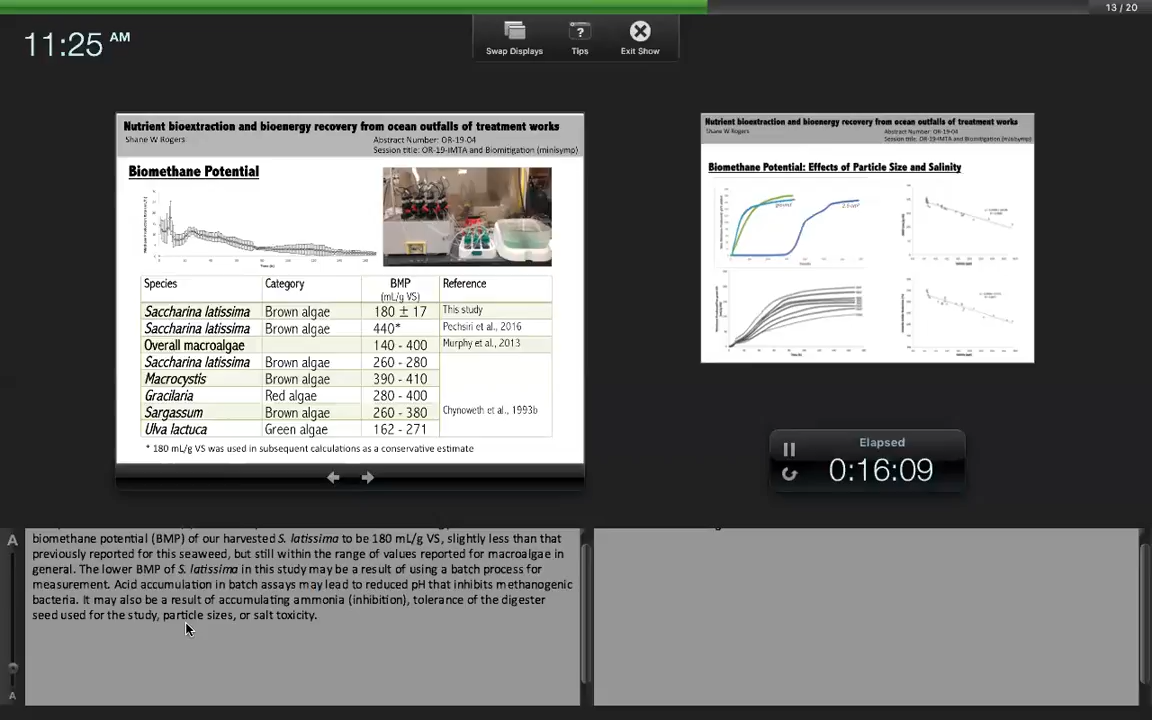 13 / 20
11:25 AM
Swap Displays
Tips
Exit Show
Nutrient bioextraction and bioenergy recovery from ocean outfalls of treatment works
Shane W Rogers
Abstract Number: OR-19-04
Session title: OR-19-IMTA and Biomitigation (minisymp)
Biomethane Potential
Species Category BMP (mL/g VS) Reference
Saccharina latissima Brown algae 180 ± 17 This study
Saccharina latissima Brown algae 440* Pechsiri et al., 2016
Overall macroalgae 140 - 400 Murphy et al., 2013
Saccharina latissima Brown algae 260 - 280
Macrocystis Brown algae 390 - 410
Gracilaria Red algae 280 - 400
Sargassum Brown algae 260 - 380 Chynoweth et al., 1993b
Ulva lactuca Green algae 162 - 271
* 180 mL/g VS was used in subsequent calculations as a conservative estimate
Nutrient bioextraction and bioenergy recovery from ocean outfalls of treatment works
Shane W Rogers
Abstract Number: OR-19-04
Session title: OR-19-IMTA and Biomitigation (minisymp)
Biomethane Potential: Effects of Particle Size and Salinity
Elapsed
0:16:09
A
biomethane potential (BMP) of our harvested S. latissima to be 180 mL/g VS, slightly less than that
previously reported for this seaweed, but still within the range of values reported for macroalgae in
general. The lower BMP of S. latissima in this study may be a result of using a batch process for
measurement. Acid accumulation in batch assays may lead to reduced pH that inhibits methanogenic
bacteria. It may also be a result of accumulating ammonia (inhibition), tolerance of the digester
seed used for the study, particle sizes, or salt toxicity.
A